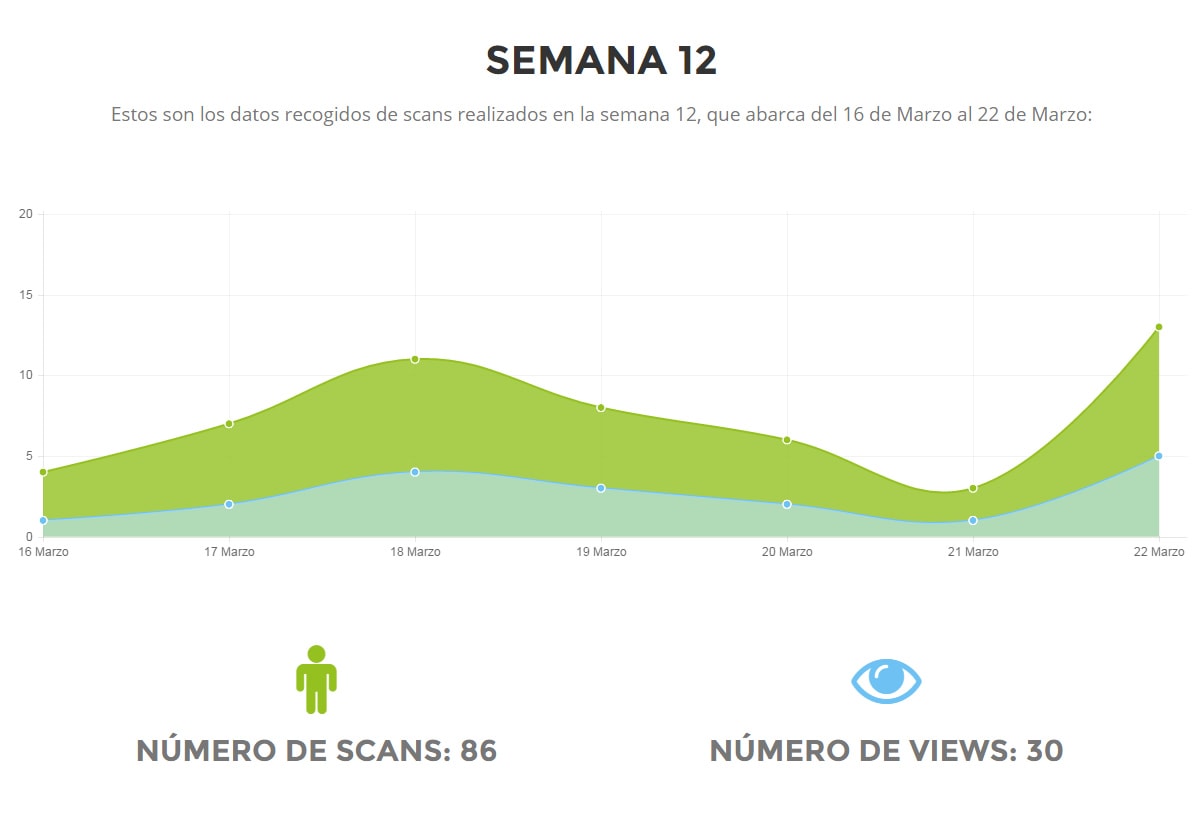 SEMANA 12
Estos son los datos recogidos de scans realizados en la semana 12, que abarca del 16 de Marzo al 22 de Marzo:
20
15
10
5
0
16 Marzo 17 Marzo 18 Marzo 19 Marzo 20 Marzo 21 Marzo 22 Marzo
NÚMERO DE SCANS: 86 NÚMERO DE VIEWS: 30